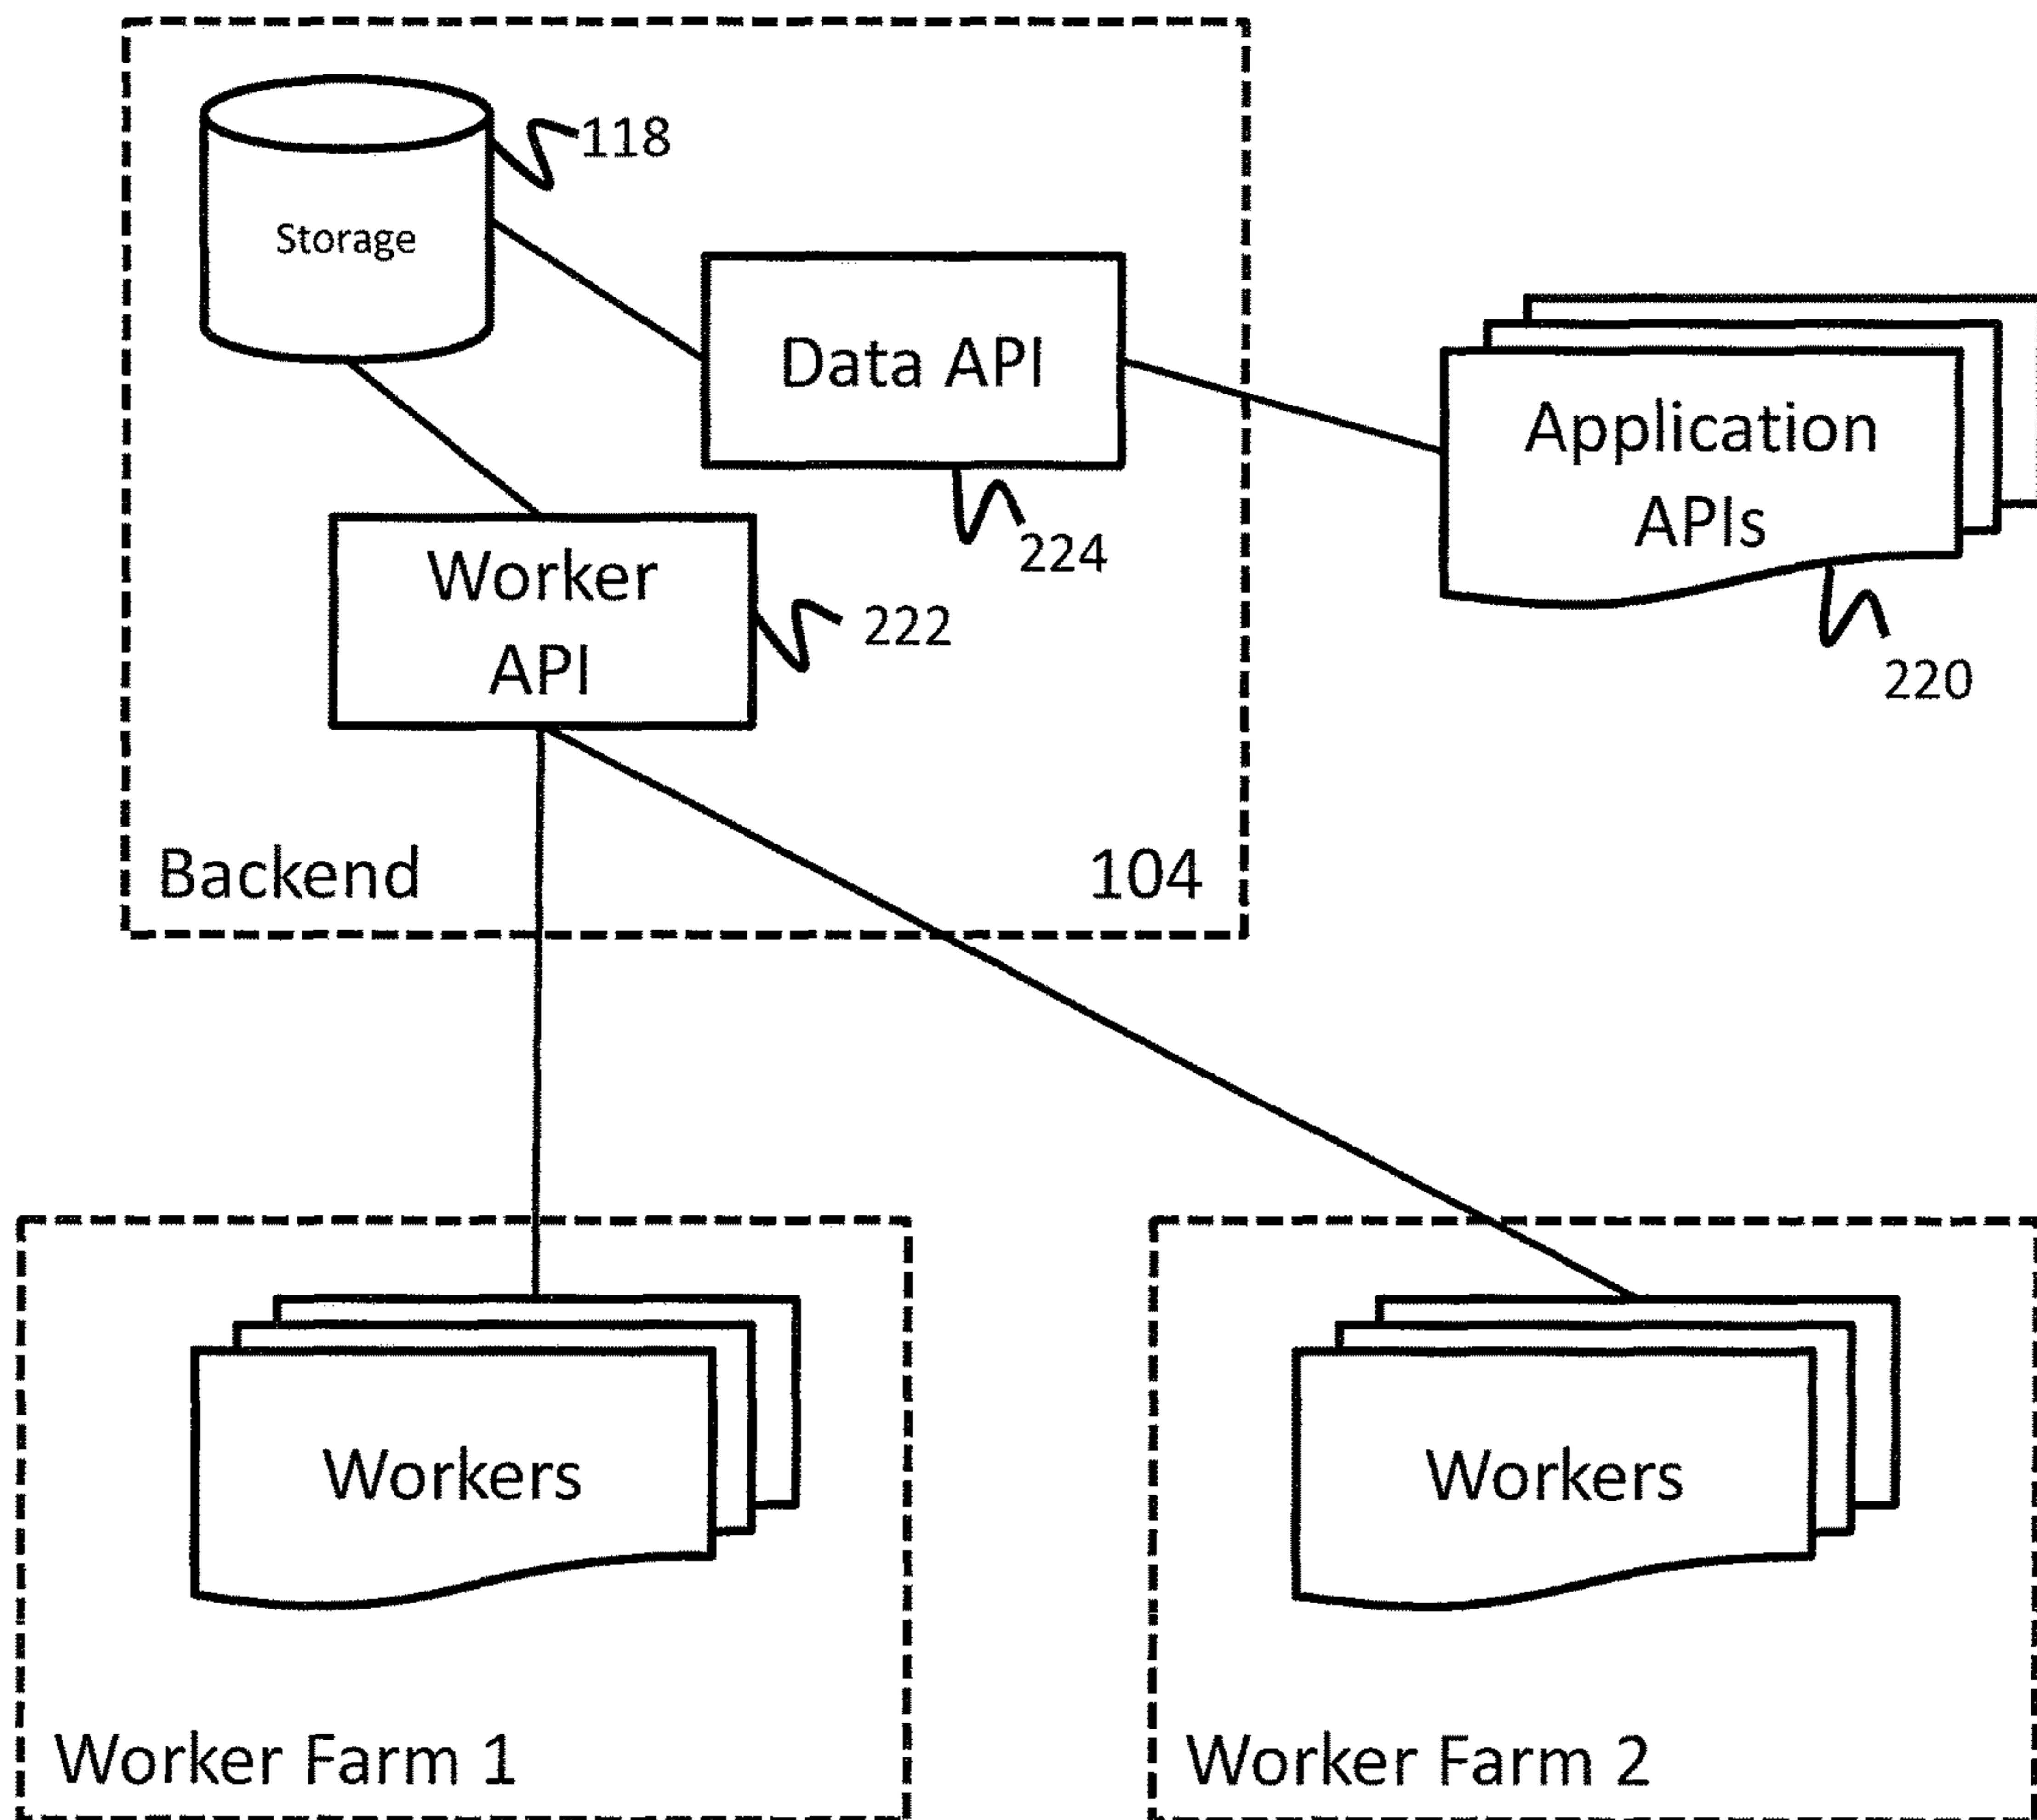 118
Storage
Data API
224
Application
APIs
220
Worker
API
222
Backend
104
Workers
Worker Farm 1
Workers
Worker Farm 2